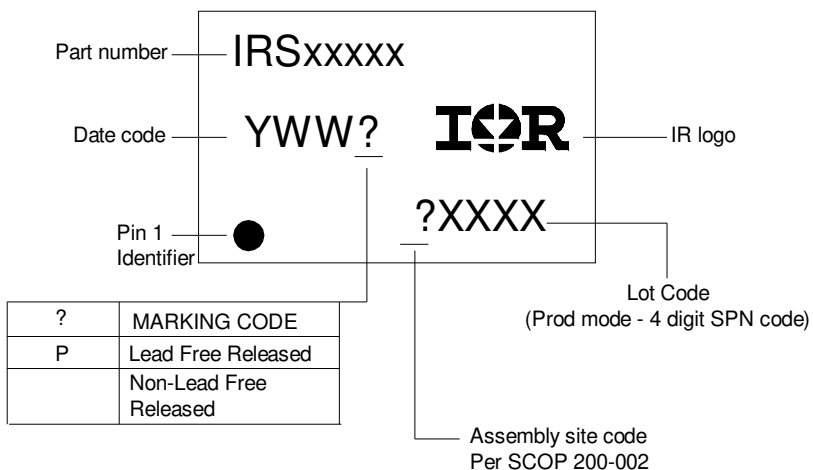 Part number
IRSxxxxx
Date code
YWW?
IOR
IR logo
?XXXX
Pin 1
Identifier
Lot Code
(Prod mode - 4 digit SPN code)
? MARKING CODE
P Lead Free Released
Non-Lead Free
Released
Assembly site code
Per SCOP 200-002